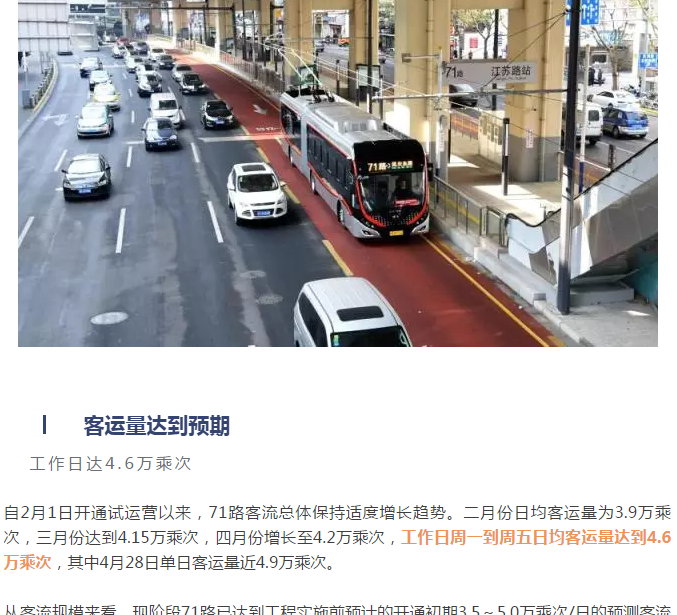 71路
江苏路站
71路
客运量达到预期
工作日达4.6万乘次
自2月1日开通试运营以来，71路客流总体保持适度增长趋势。二月份日均客运量为3.9万乘
次，三月份达到4.15万乘次，四月份增长至4.2万乘次，工作日周一到周五日均客运量达到4.6
万乘次，其中4月28日单日客运量近4.9万乘次。
从客流规模来看，现阶段71路已达到工程实施前预计的开通初期3.5～5.0万乘次/日的预测客流